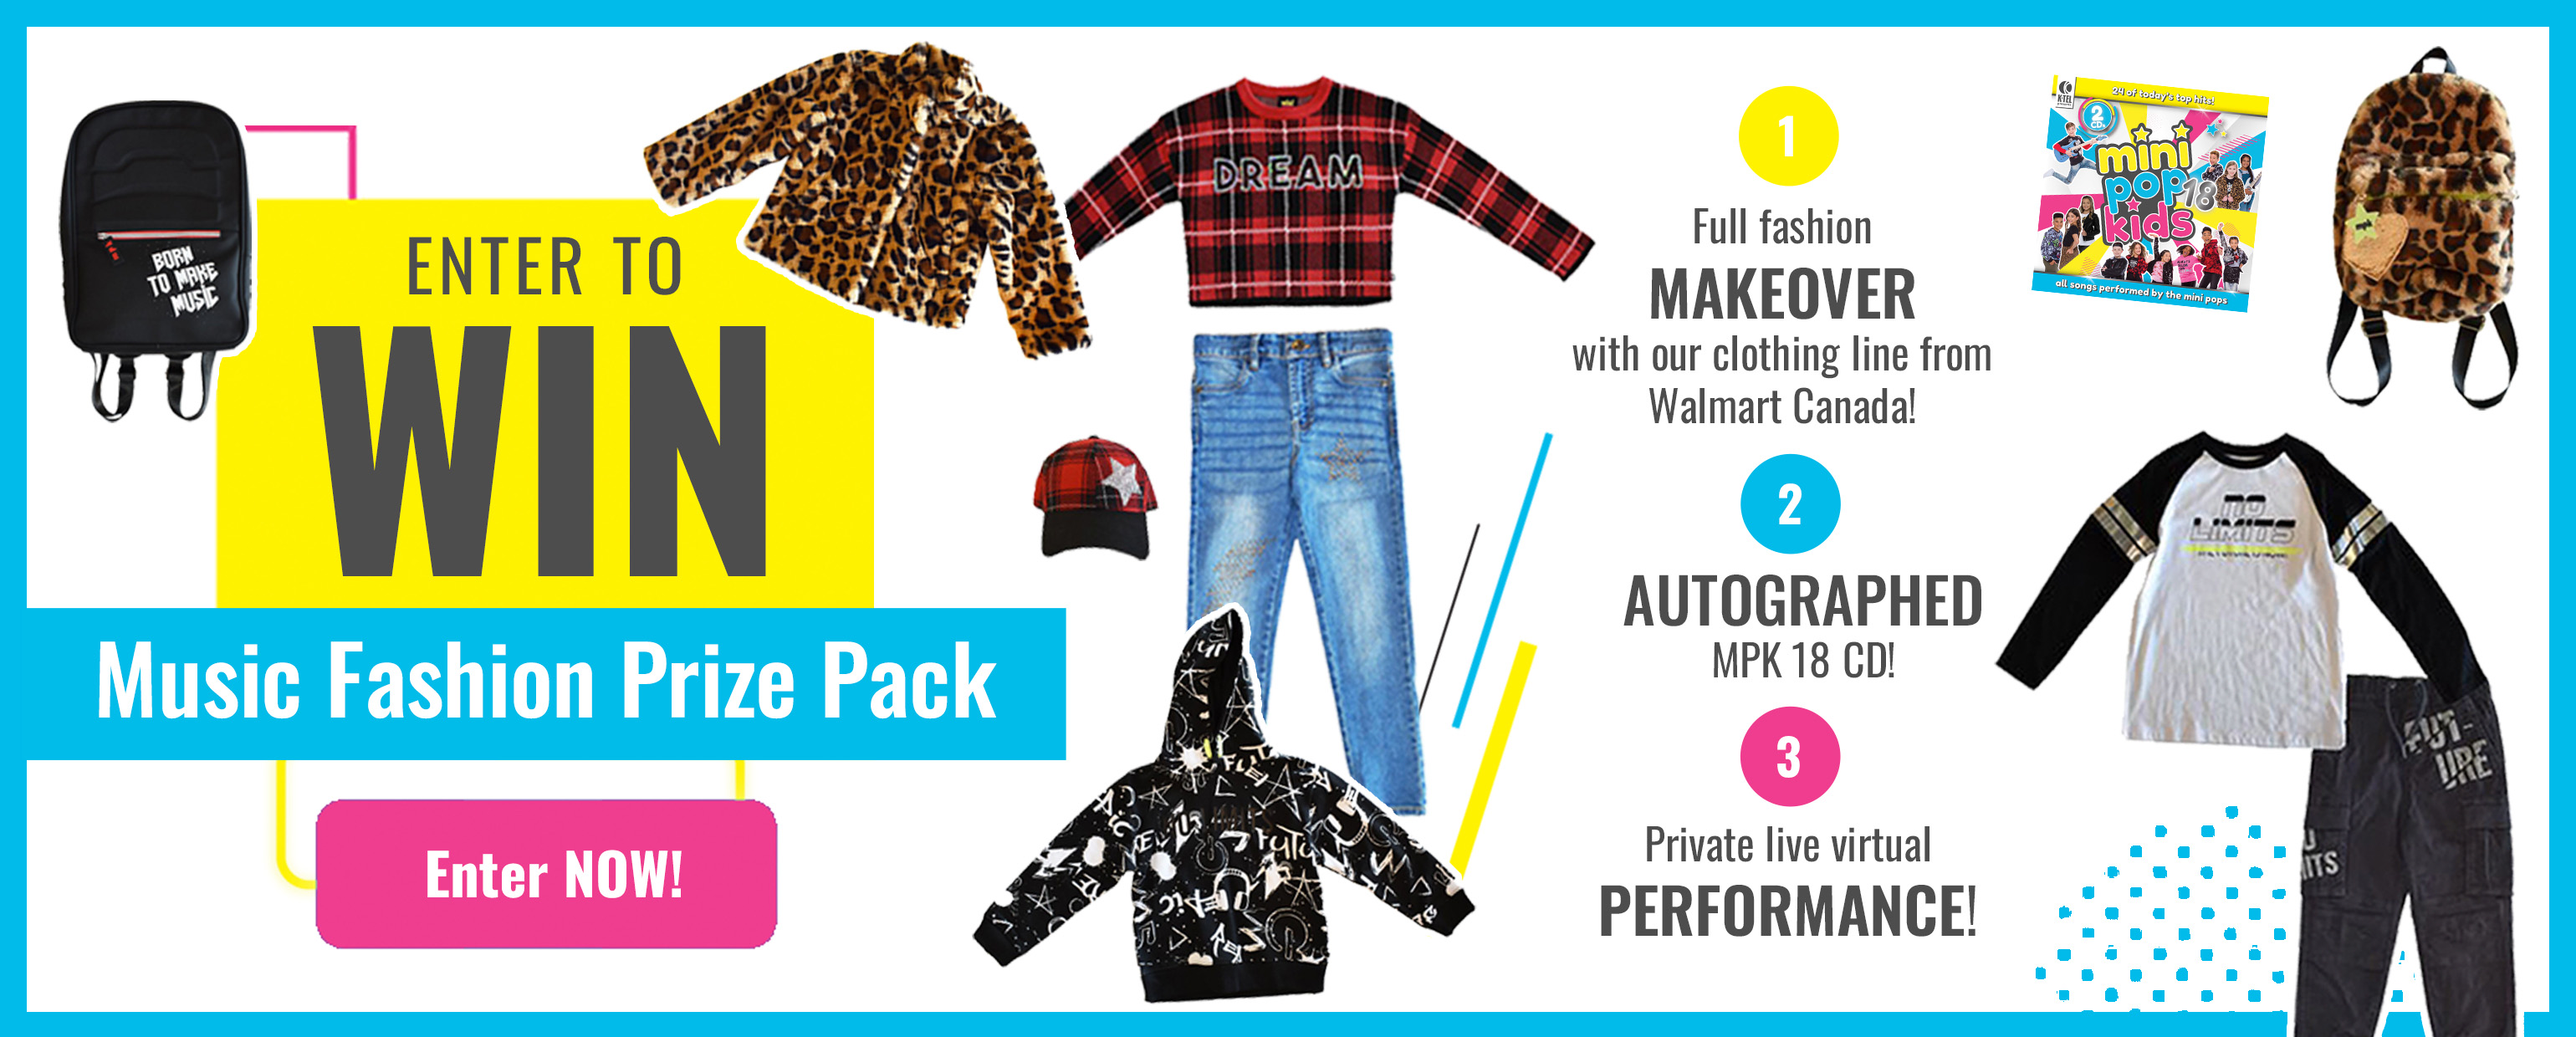 BORN
TO MAKE
MUSIC
ENTER TO
WIN
Music Fashion Prize Pack
Enter NOW!
DREAM
1
Full fashion
MAKEOVER
with our clothing line from
Walmart Canada!
2
AUTOGRAPHED
MPK 18 CD!
3
Private live virtual
PERFORMANCE!
K-TEL
24 of today's top hits!
2
CDs
mini
pop 18
kids
all songs performed by the mini pops
NO
LIMITS
FUT-
URE